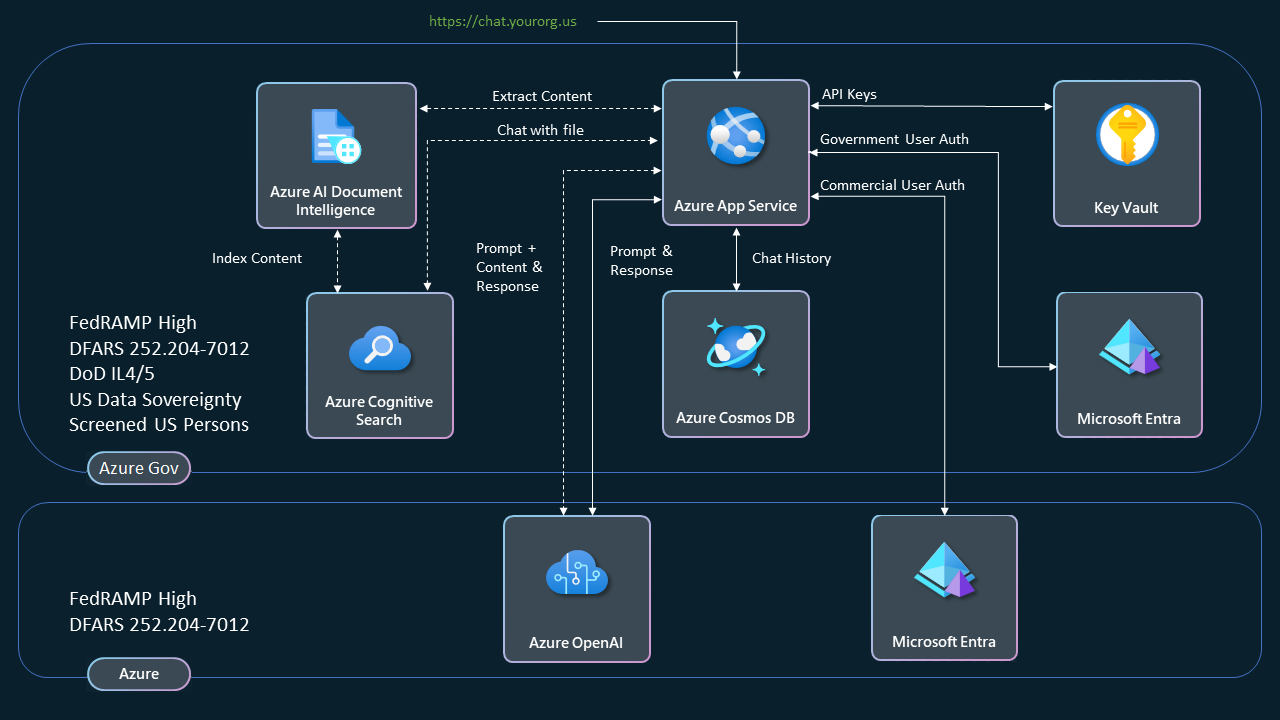 https://chat.yourorg.us
Extract Content
Chat with file
API Keys
Government User Auth
Commercial User Auth
Azure AI Document
Intelligence
Azure App Service
Key Vault
Index Content
Prompt +
Content &
Response
Prompt &
Response
Chat History
FedRAMP High
DFARS 252.204-7012
DoD IL4/5
US Data Sovereignty
Screened US Persons
Azure Cognitive
Search
Azure Cosmos DB
Microsoft Entra
Azure Gov
FedRAMP High
DFARS 252.204-7012
Azure OpenAI
Microsoft Entra
Azure